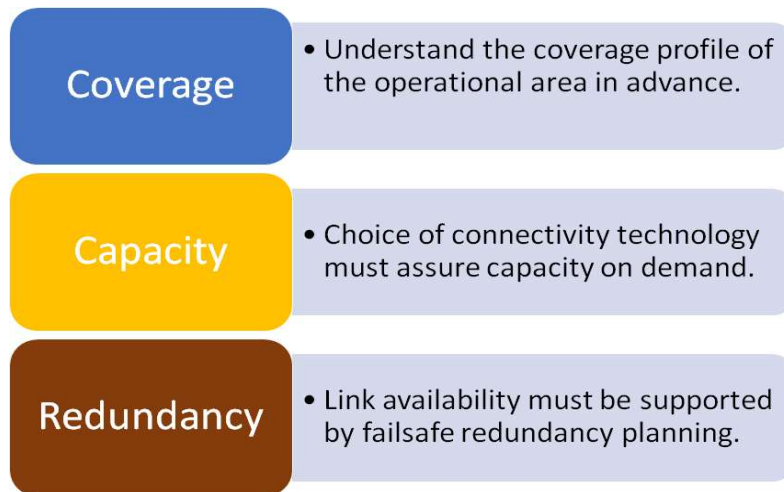 Coverage
• Understand the coverage profile of
the operational area in advance.
Capacity
• Choice of connectivity technology
must assure capacity on demand.
Redundancy
• Link availability must be supported
by failsafe redundancy planning.